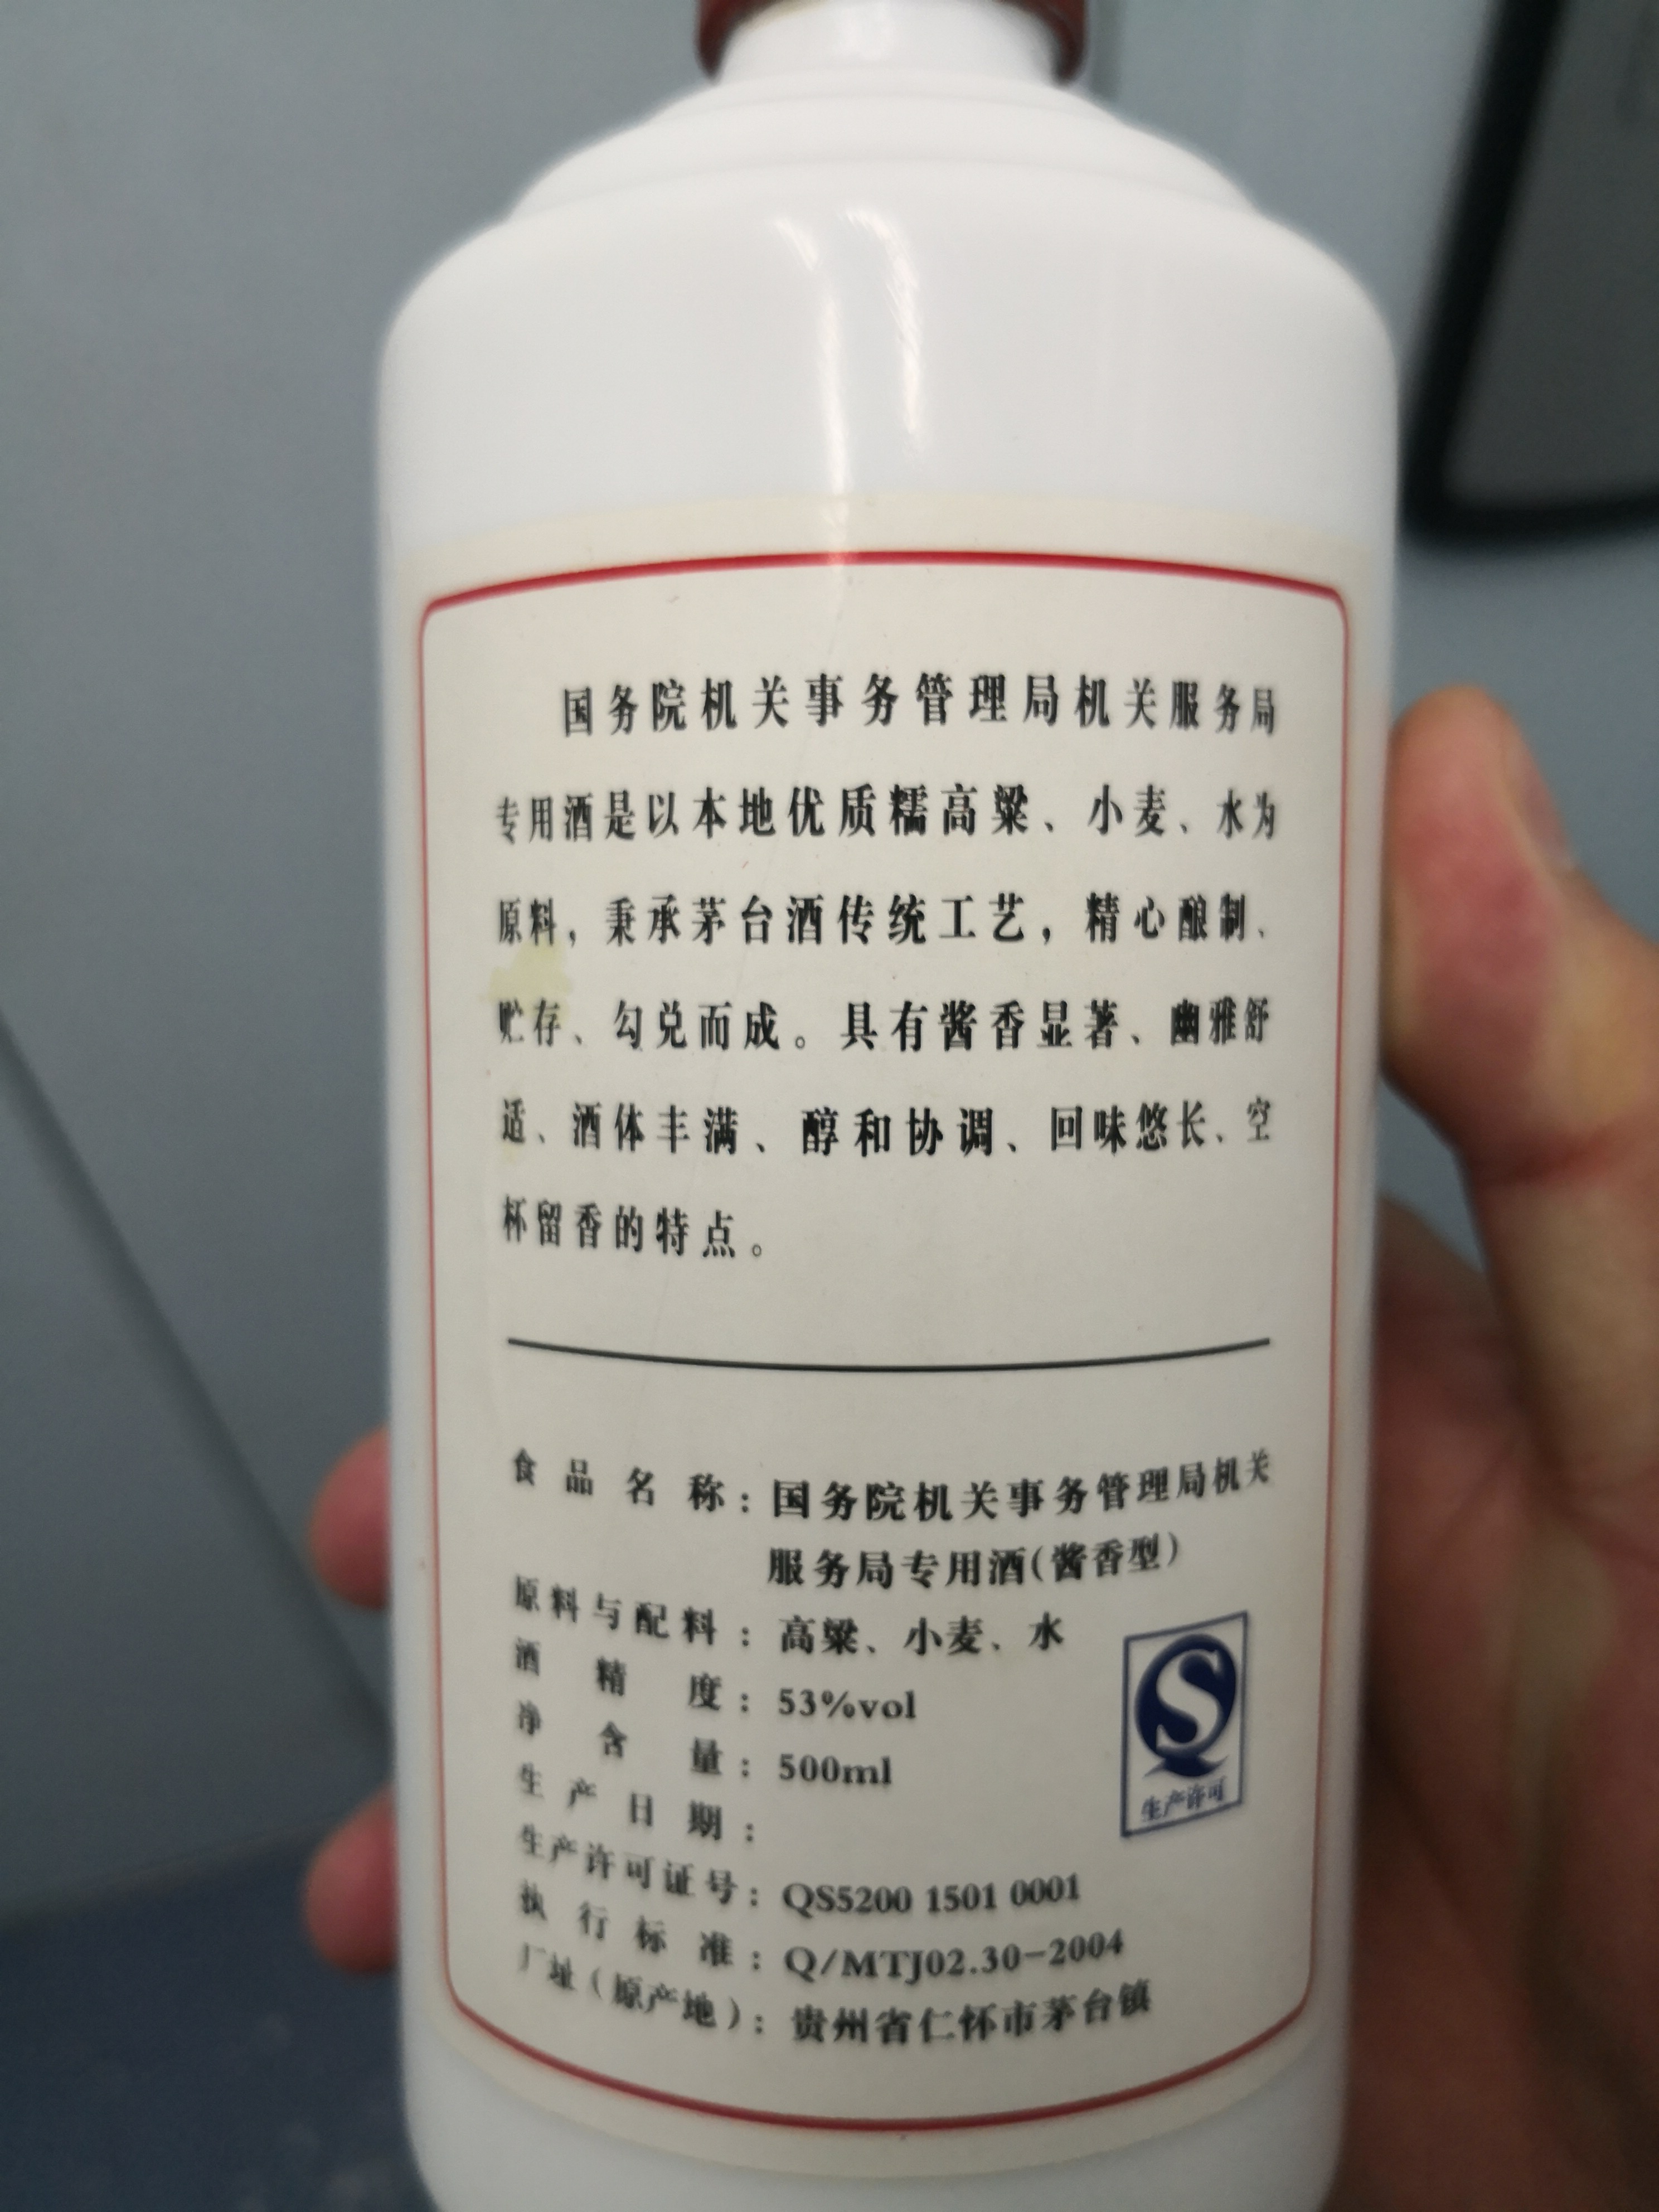 国务院机关事务管理局机关服务局
专用酒是以本地优质糯高粱、小麦、水为
原料，秉承茅台酒传统工艺，精心酿制、
贮存、勾兑而成。具有酱香显著、幽雅舒
适、酒体丰满、醇和协调、回味悠长、空
杯留香的特点。
食品名称：国务院机关事务管理局机关
服务局专用酒（酱香型）
原料与配料：高粱、小麦、水
酒精度：53%vol
净含量：500ml
生产日期：
生产许可证号：QS5200 1501 0001
执行标准：Q/MTJ02.30-2004
厂址（原产地）：贵州省仁怀市茅台镇
QS
生产许可